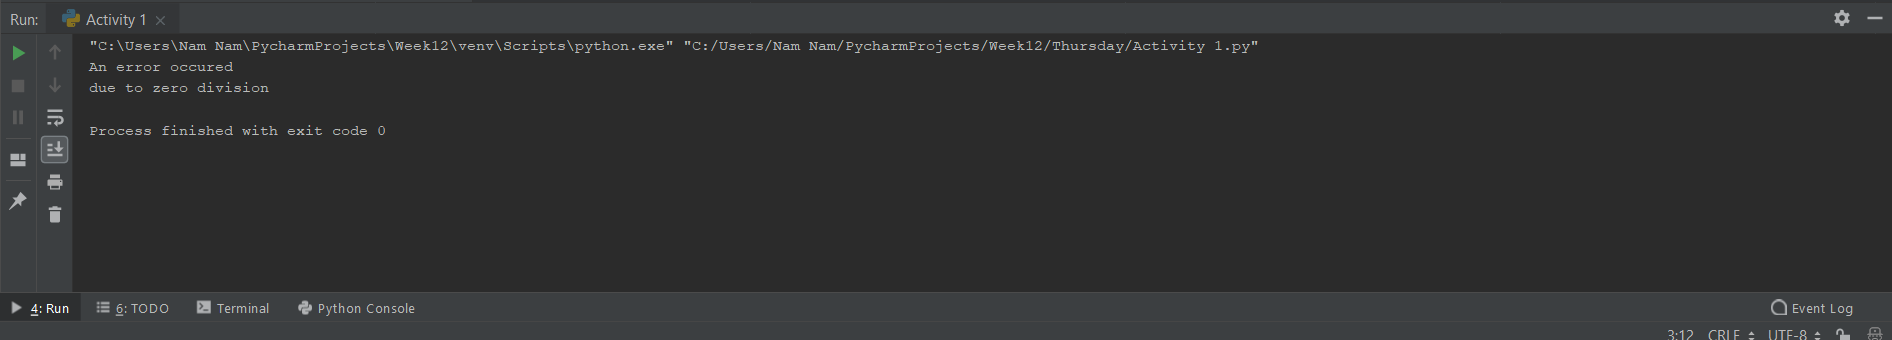 Run: Activity 1
"C:\Users\Nam Nam\PycharmProjects\Week12\venv\Scripts\python.exe" "C:/Users/Nam Nam/PycharmProjects/Week12/Thursday/Activity 1.py"
An error occured
due to zero division
Process finished with exit code 0
4: Run 6: TODO Terminal Python Console Event Log
3:12 CRLF UTF-8